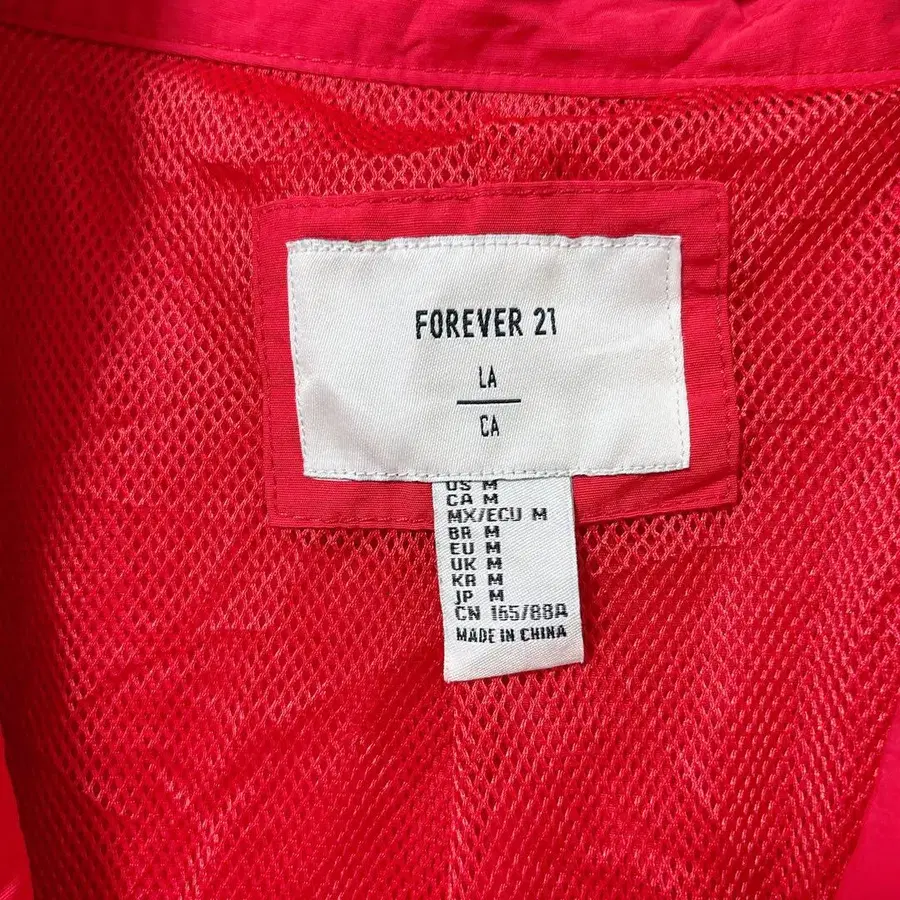 FOREVER 21
LA
CA
US M
CA M
MX/ECU M
BR M
EU M
UK M
KR M
JP M
CN 165/88A
MADE IN CHINA